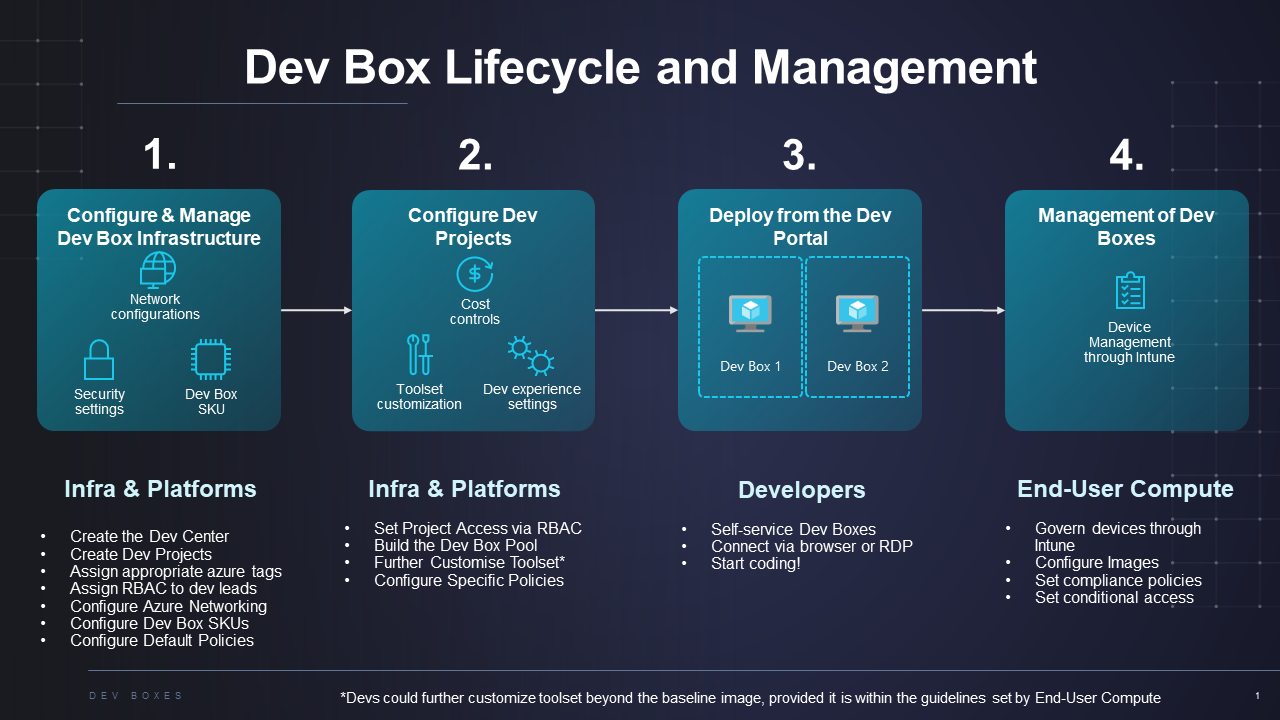 Dev Box Lifecycle and Management
1.
Configure & Manage
Dev Box Infrastructure
Network
configurations
Security
settings
Dev Box
SKU
2.
Configure Dev
Projects
Cost
controls
Toolset
customization
Dev experience
settings
3.
Deploy from the Dev
Portal
Dev Box 1
Dev Box 2
4.
Management of Dev
Boxes
Device
Management
through Intune
Infra & Platforms
• Create the Dev Center
• Create Dev Projects
• Assign appropriate azure tags
• Assign RBAC to dev leads
• Configure Azure Networking
• Configure Dev Box SKUs
• Configure Default Policies
Infra & Platforms
• Set Project Access via RBAC
• Build the Dev Box Pool
• Further Customise Toolset*
• Configure Specific Policies
Developers
• Self-service Dev Boxes
• Connect via browser or RDP
• Start coding!
End-User Compute
• Govern devices through
Intune
• Configure Images
• Set compliance policies
• Set conditional access
DEV BOXES
*Devs could further customize toolset beyond the baseline image, provided it is within the guidelines set by End-User Compute
1